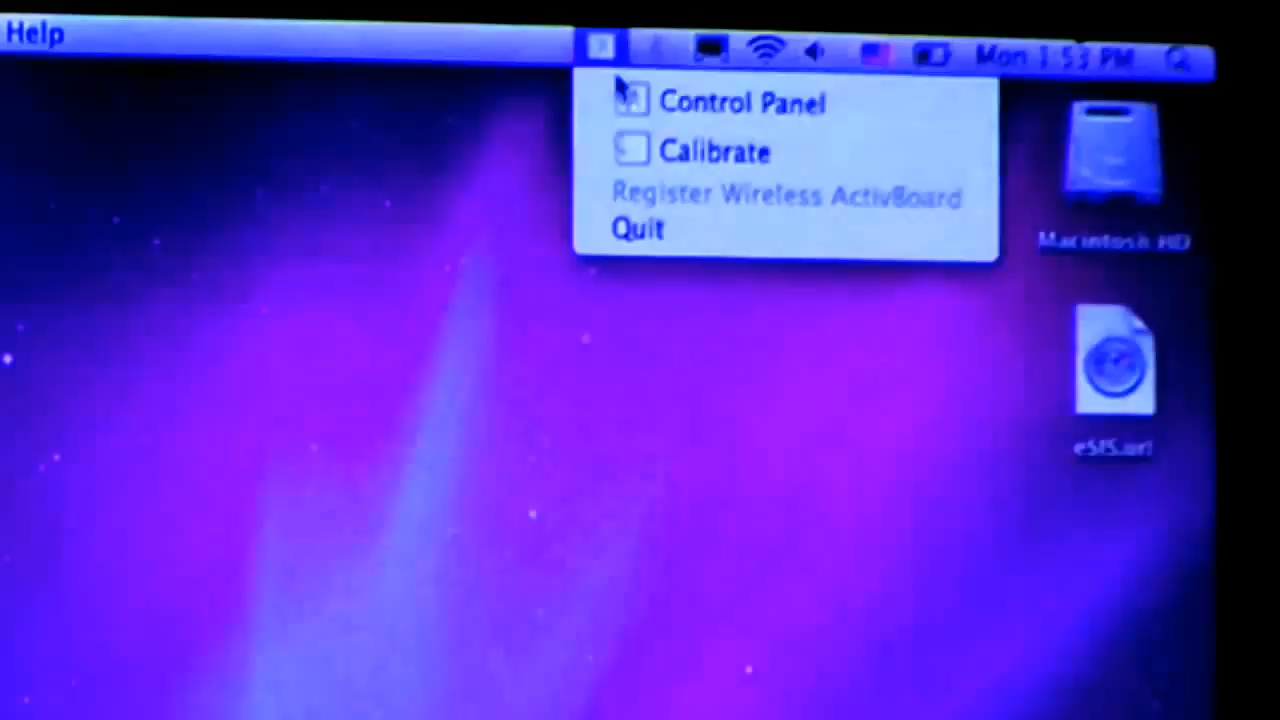 Help
Mon 1:53 PM
Control Panel
Calibrate
Register Wireless ActivBoard
Quit
Macintosh HD
eSIS.url